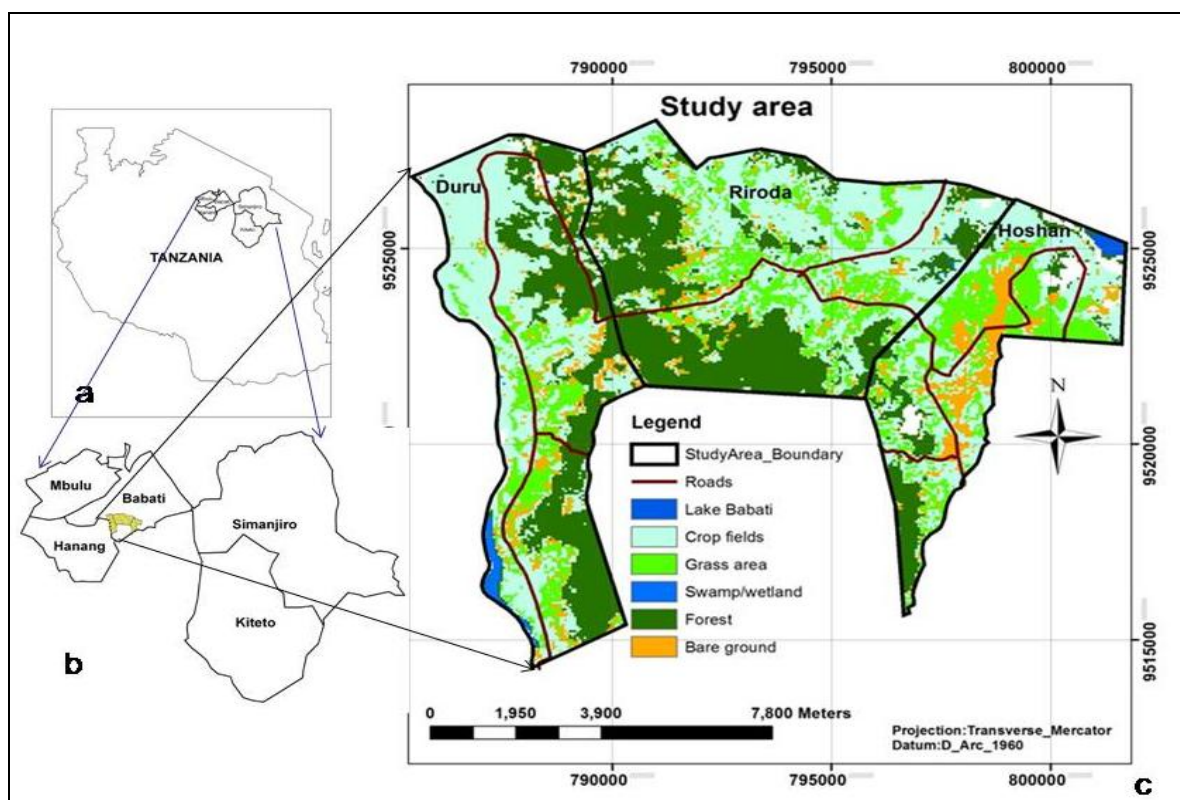 790000 795000 800000
Study area
Duru
Riroda
Hoshan
9525000
9525000
TANZANIA
Simanjiro
Kiteto
a
N
Legend
StudyArea_Boundary
Roads
Lake Babati
Crop fields
Grass area
Swamp/wetland
Forest
Bare ground
9520000
9515000
Mbulu
Babati
Hanang
Simanjiro
Kiteto
b
0 1,950 3,900 7,800 Meters
Projection:Transverse_Mercator
Datum:D_Arc_1960
790000 795000 800000
c